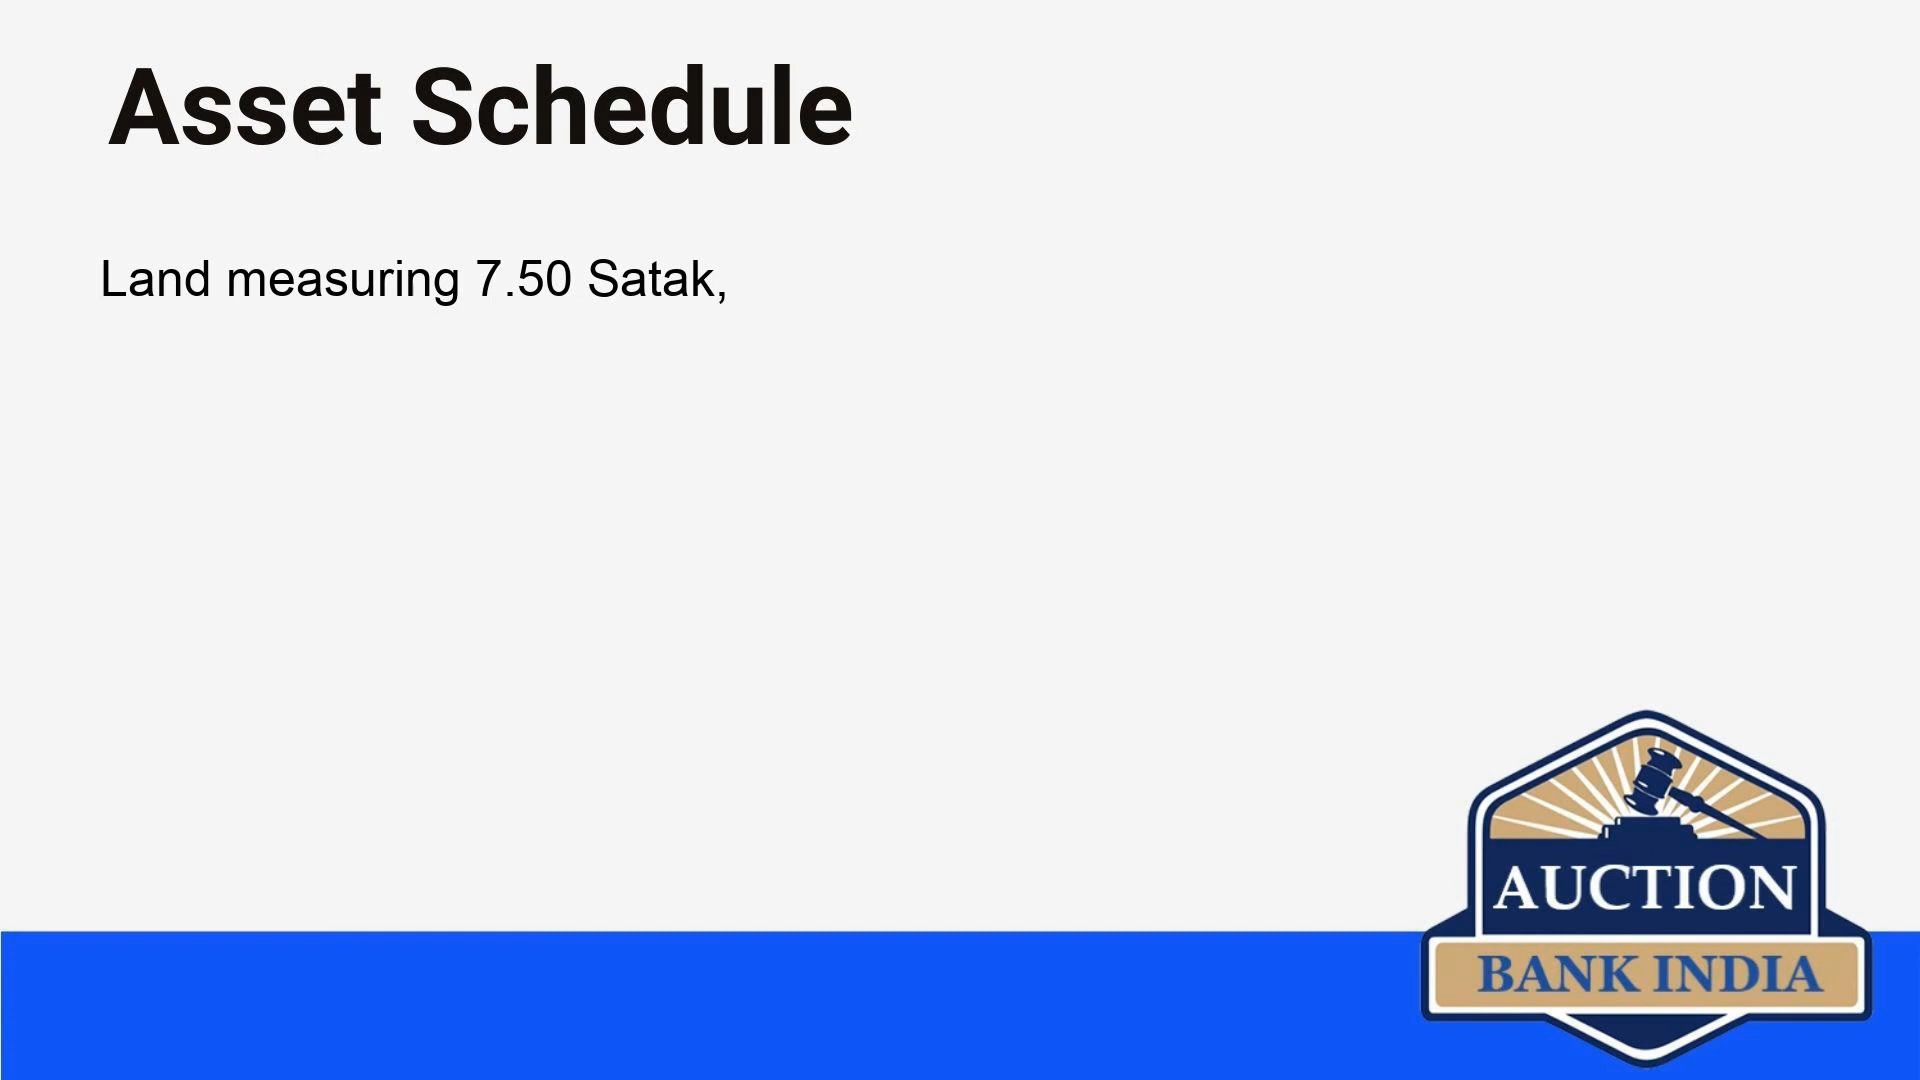 Asset Schedule
Land measuring 7.50 Satak,
AUCTION
BANK INDIA